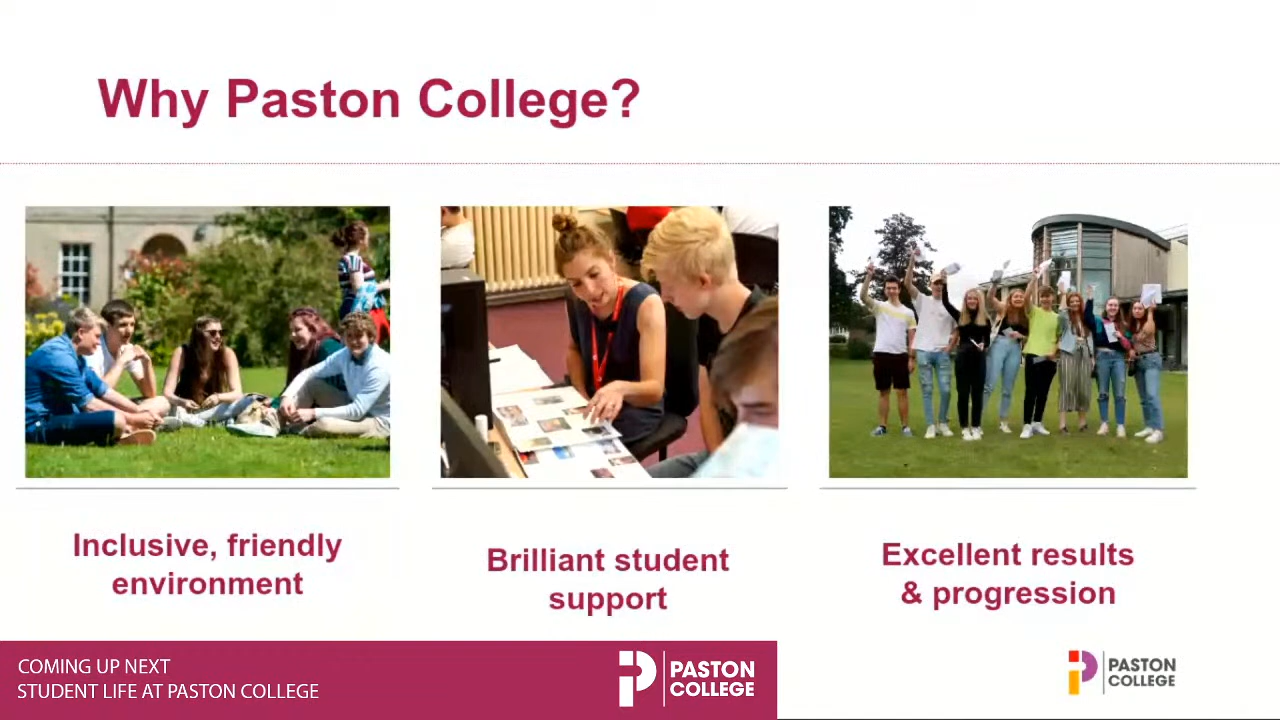 Why Paston College?
Inclusive, friendly
environment
Brilliant student
support
Excellent results
& progression
COMING UP NEXT
STUDENT LIFE AT PASTON COLLEGE
PASTON
COLLEGE
PASTON
COLLEGE